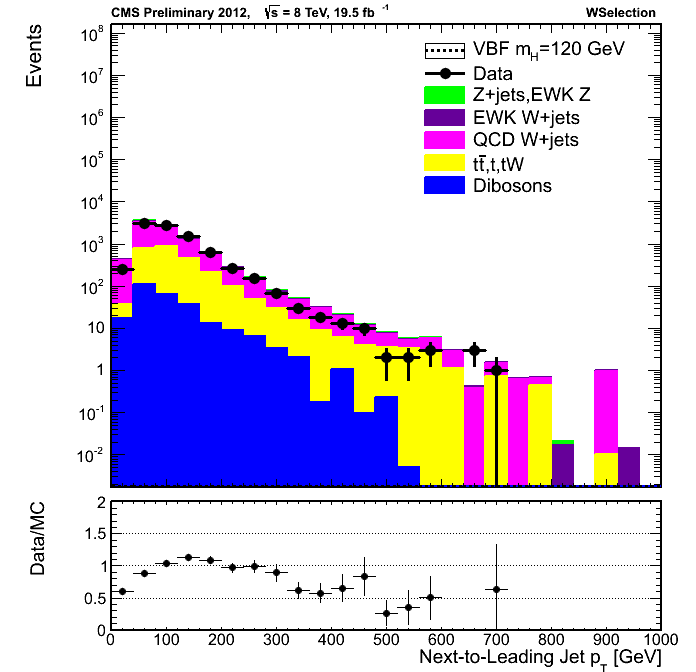 CMS Preliminary 2012, √s = 8 TeV, 19.5 fb⁻¹ WSelection
Events
10⁸
10⁷
10⁶
10⁵
10⁴
10³
10²
10
1
10⁻¹
10⁻²
VBF m_H=120 GeV
Data
Z+jets,EWK Z
EWK W+jets
QCD W+jets
tt̄,t,tW
Dibosons
Data/MC
2
1.5
1
0.5
0
0 100 200 300 400 500 600 700 800 900 1000
Next-to-Leading Jet p_T [GeV]